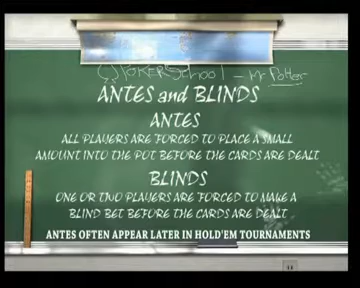 POKERSchool – Mr Potter
ANTES and BLINDS
ANTES
ALL PLAYERS ARE FORCED TO PLACE A SMALL
AMOUNT INTO THE POT BEFORE THE CARDS ARE DEALT
BLINDS
ONE OR TWO PLAYERS ARE FORCED TO MAKE A
BLIND BET BEFORE THE CARDS ARE DEALT
ANTES OFTEN APPEAR LATER IN HOLD'EM TOURNAMENTS